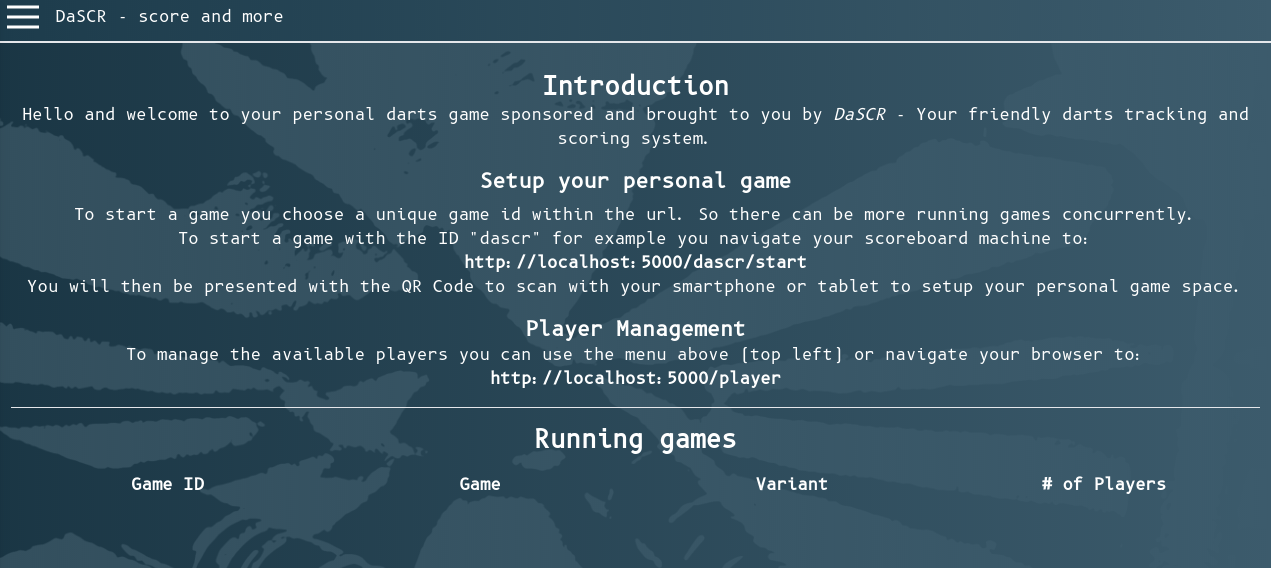 DaSCR - score and more
Introduction
Hello and welcome to your personal darts game sponsored and brought to you by DaSCR - Your friendly darts tracking and
scoring system.
Setup your personal game
To start a game you choose a unique game id within the url. So there can be more running games concurrently.
To start a game with the ID "dascr" for example you navigate your scoreboard machine to:
http://localhost:5000/dascr/start
You will then be presented with the QR Code to scan with your smartphone or tablet to setup your personal game space.
Player Management
To manage the available players you can use the menu above (top left) or navigate your browser to:
http://localhost:5000/player
Running games
Game ID Game Variant # of Players